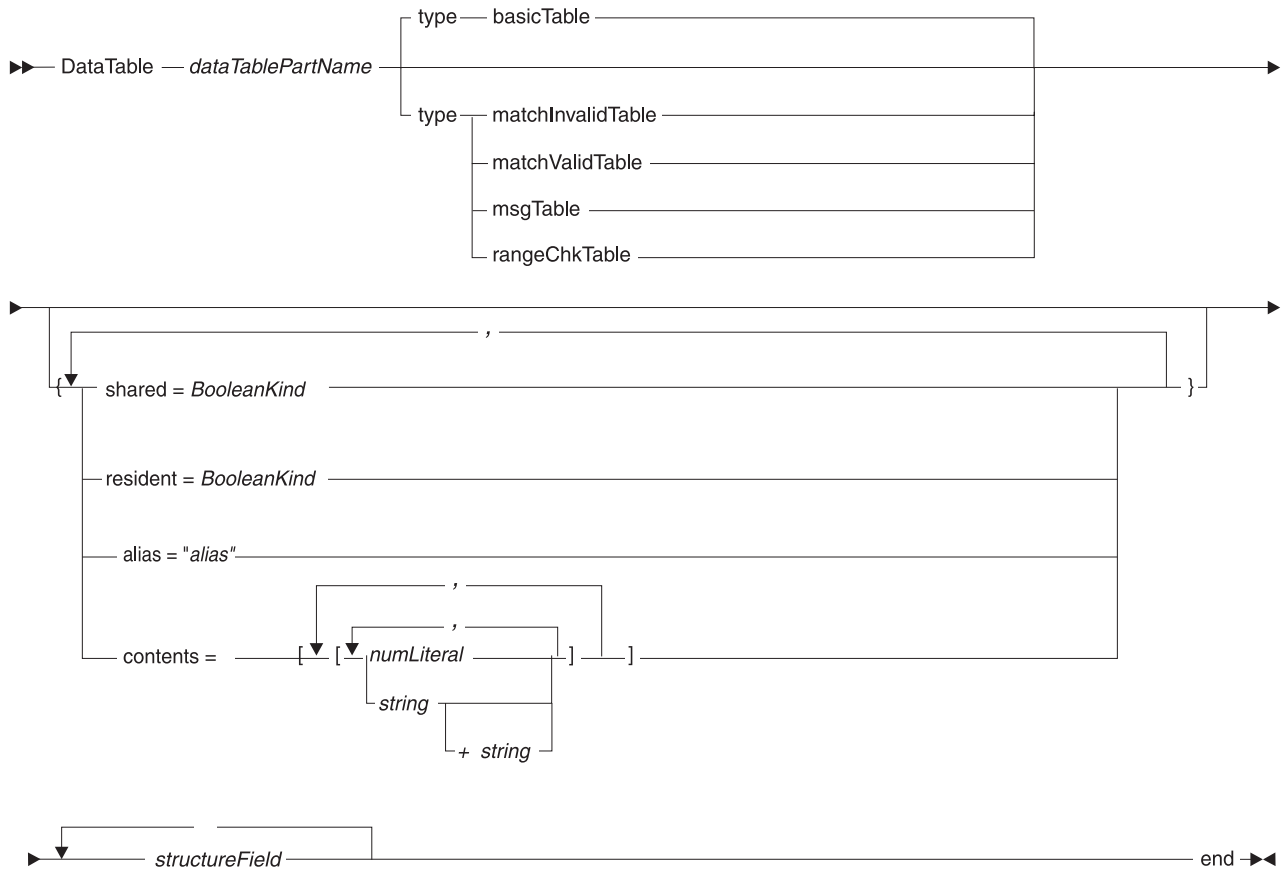 type basicTable
DataTable dataTablePartName
type matchInvalidTable
matchValidTable
msgTable
rangeChkTable
,
{ shared = BooleanKind }
resident = BooleanKind
alias = "alias"
,
,
contents = [ [ numLiteral ] ]
string
+ string
structureField end